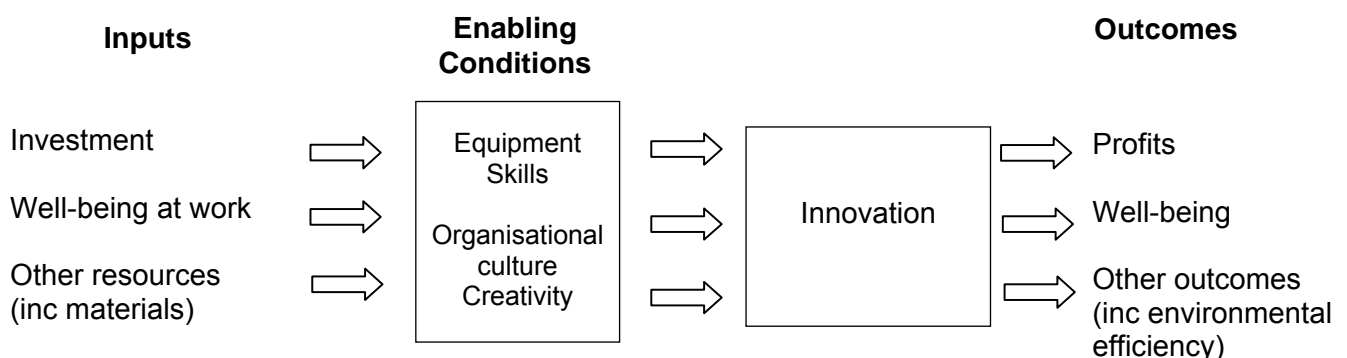 Inputs
Enabling
Conditions
Outcomes
Investment
Well-being at work
Other resources
(inc materials)
Equipment
Skills
Organisational
culture
Creativity
Innovation
Profits
Well-being
Other outcomes
(inc environmental
efficiency)